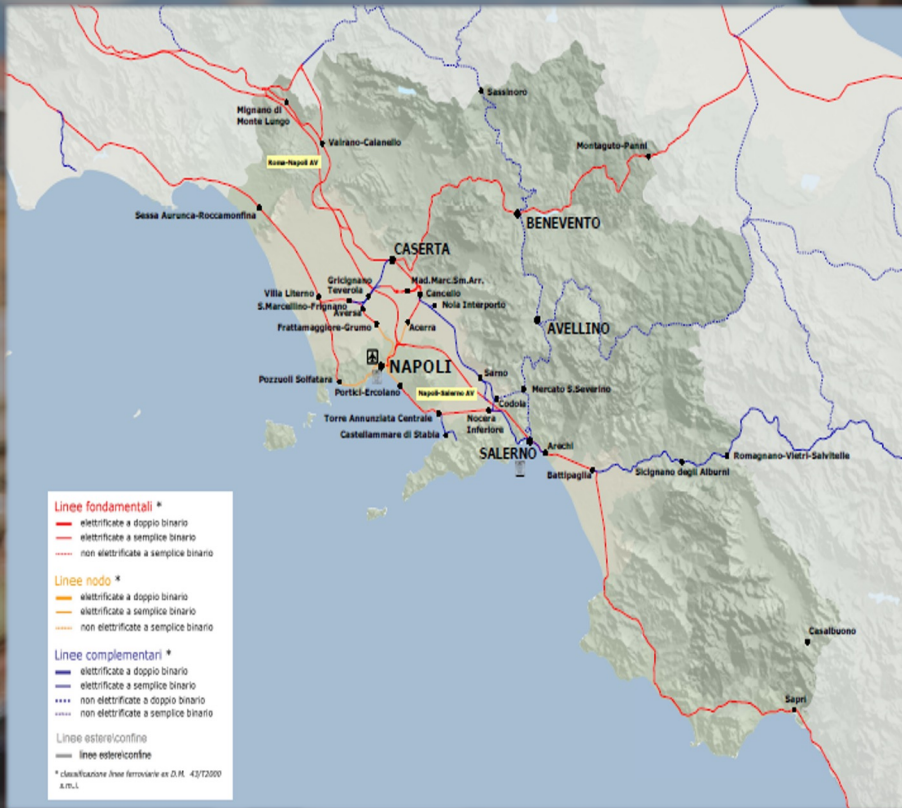 Sassinoro
Mignano di
Monte Lungo
Vairano-Caianello
Montaguto-Panni
Roma-Napoli AV
Sessa Aurunca-Roccamonfina
BENEVENTO
CASERTA
Gricignano
Teverola
Mad.Marc.Sm.Arr.
Villa Literno
Cancello
S.Marcellino-Frignano
Nola Interporto
Aversa
Frattamaggiore-Grumo
Acerra
AVELLINO
NAPOLI
Pozzuoli Solfatara
Sarno
Portici-Ercolano
Napoli-Salerno AV
Mercato S.Severino
Codola
Torre Annunziata Centrale
Nocera
Inferiore
Castellammare di Stabia
SALERNO
Arechi
Romagnano-Vietri-Salvitelle
Battipaglia
Sicignano degli Alburni
Casalbuono
Sapri
Linee fondamentali *
elettrificate a doppio binario
elettrificate a semplice binario
non elettrificate a semplice binario
Linee nodo *
elettrificate a doppio binario
elettrificate a semplice binario
non elettrificate a semplice binario
Linee complementari *
elettrificate a doppio binario
elettrificate a semplice binario
non elettrificate a doppio binario
non elettrificate a semplice binario
Linee estere\confine
linee estere\confine
* classificazione linee ferroviarie ex D.M. 43/T2000
s.m.i.